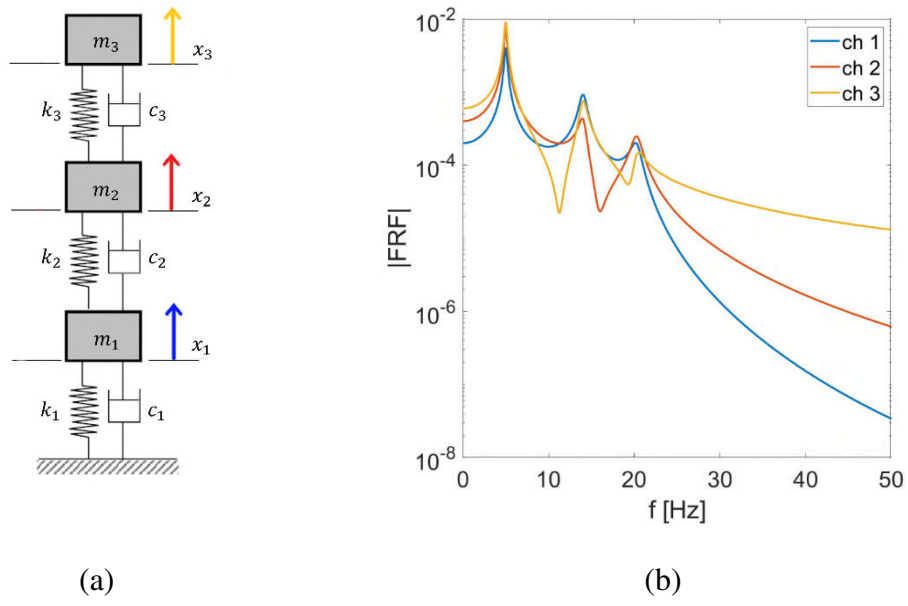 m₃
x₃
k₃
c₃
m₂
x₂
k₂
c₂
m₁
x₁
k₁
c₁
(a)
10⁻²
10⁻⁴
10⁻⁶
10⁻⁸
|FRF|
ch 1
ch 2
ch 3
0 10 20 30 40 50
f [Hz]
(b)